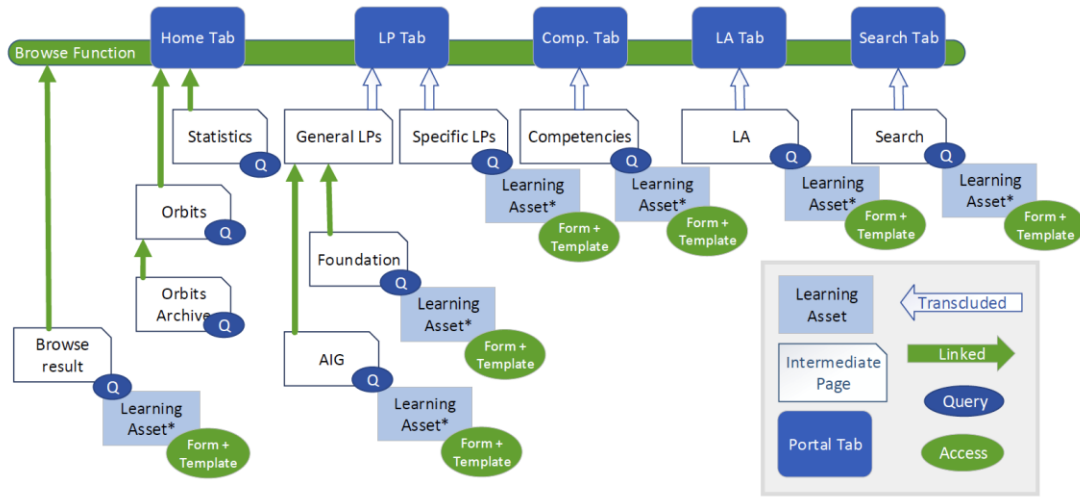 Browse Function
Home Tab
LP Tab
Comp. Tab
LA Tab
Search Tab
Statistics
Q
General LPs
Specific LPs
Q
Competencies
Q
LA
Q
Search
Q
Learning
Asset*
Form +
Template
Learning
Asset*
Form +
Template
Learning
Asset*
Form +
Template
Learning
Asset*
Form +
Template
Orbits
Q
Foundation
Q
Learning
Asset*
Form +
Template
Orbits
Archive
Q
Browse
result
Q
Learning
Asset*
Form +
Template
AIG
Q
Learning
Asset*
Form +
Template
Learning
Asset
Transcluded
Intermediate
Page
Linked
Query
Portal Tab
Access